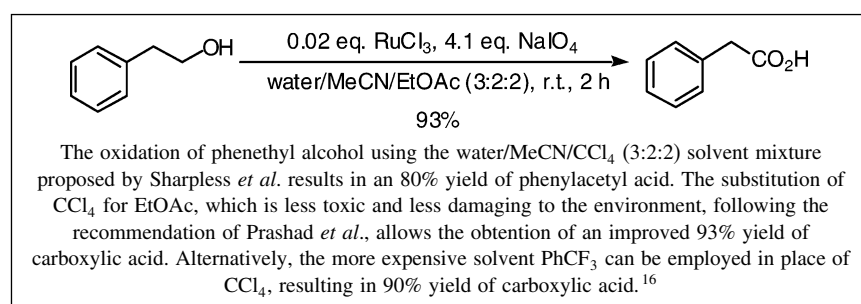 OH
0.02 eq. RuCl₃, 4.1 eq. NaIO₄
CO₂H
water/MeCN/EtOAc (3:2:2), r.t., 2 h
93%
The oxidation of phenethyl alcohol using the water/MeCN/CCl₄ (3:2:2) solvent mixture
proposed by Sharpless et al. results in an 80% yield of phenylacetyl acid. The substitution of
CCl₄ for EtOAc, which is less toxic and less damaging to the environment, following the
recommendation of Prashad et al., allows the obtention of an improved 93% yield of
carboxylic acid. Alternatively, the more expensive solvent PhCF₃ can be employed in place of
CCl₄, resulting in 90% yield of carboxylic acid.¹⁶